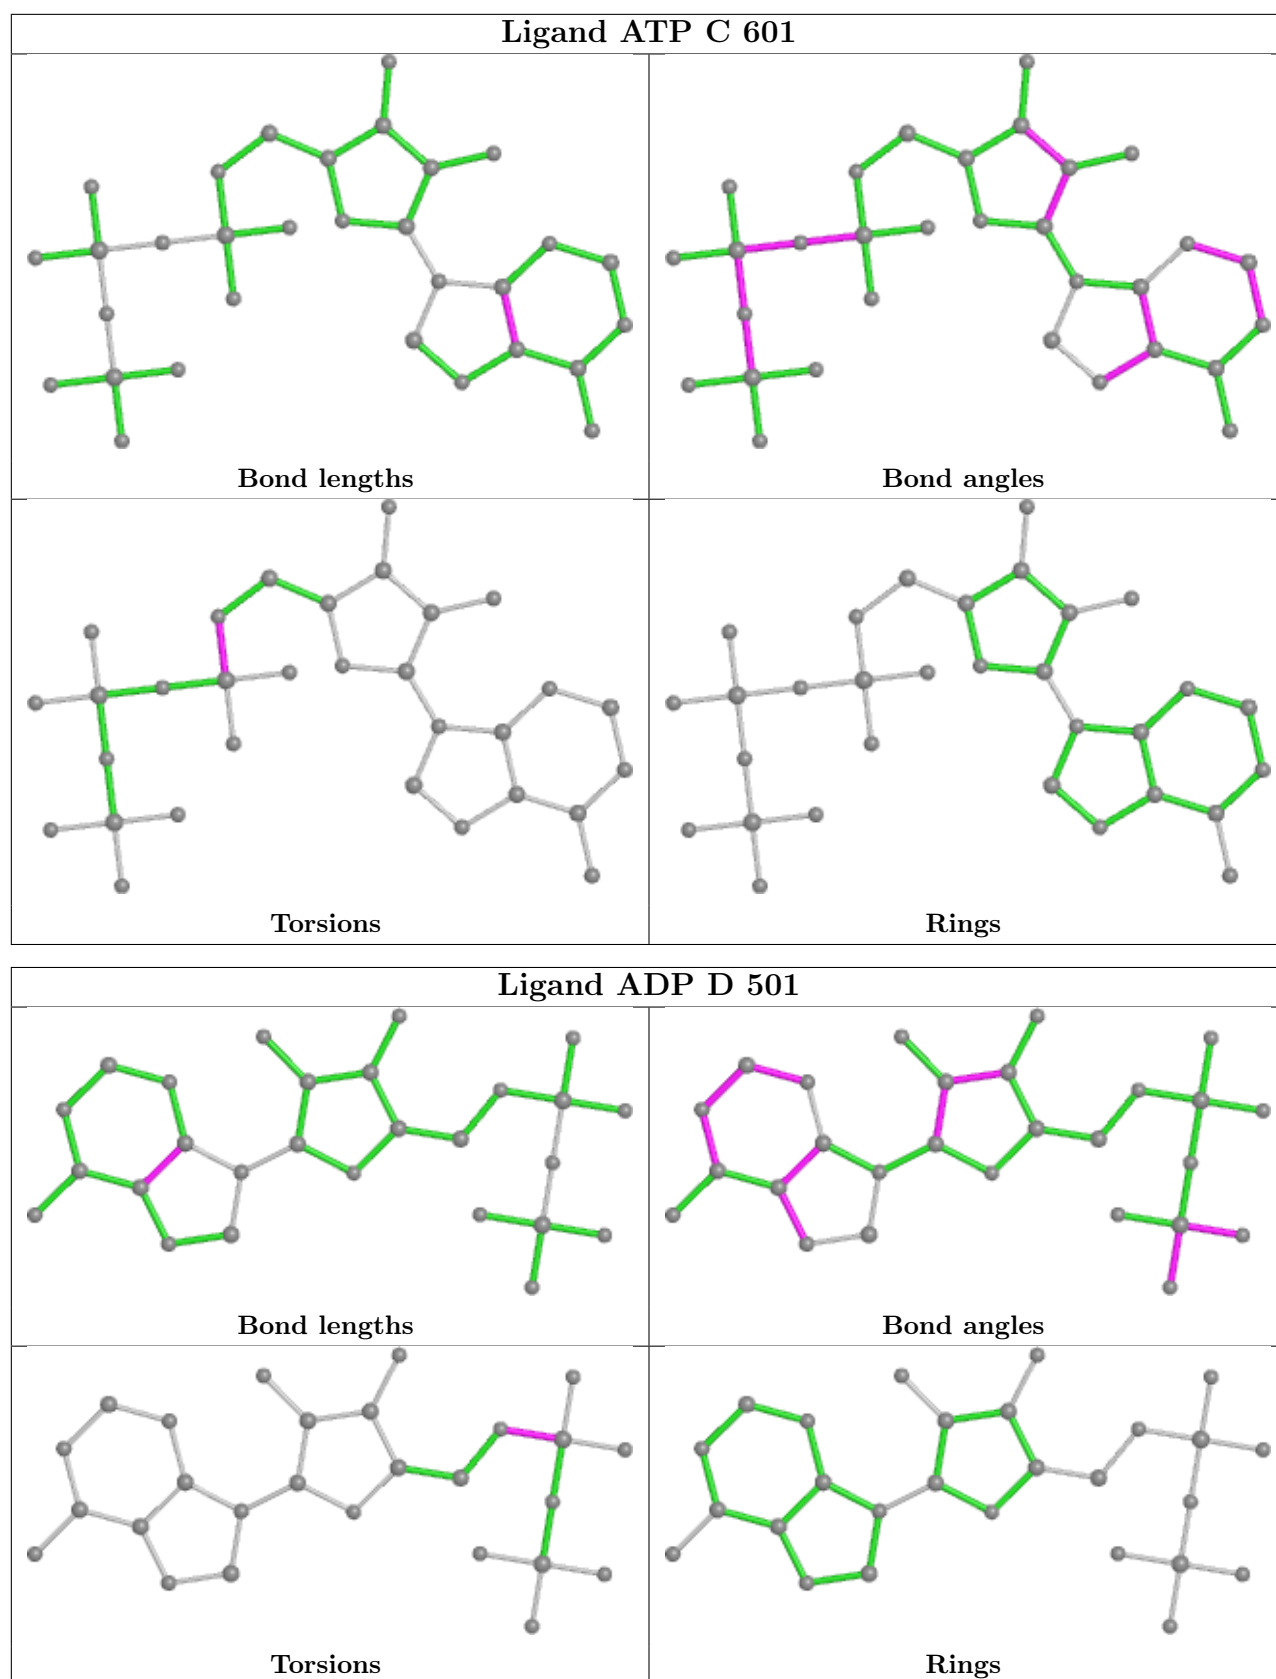 Ligand ATP C 601
Bond lengths
Bond angles
Torsions
Rings
Ligand ADP D 501
Bond lengths
Bond angles
Torsions
Rings